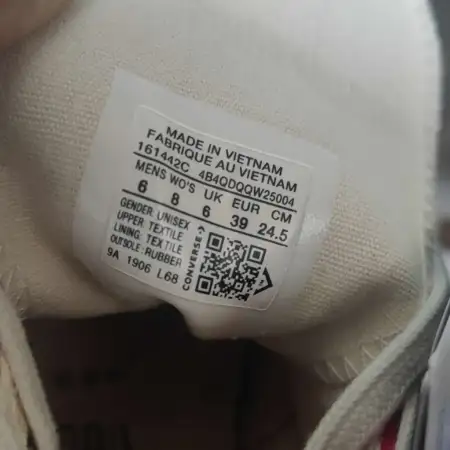 MADE IN VIETNAM
FABRIQUE AU VIETNAM
161442C 4B4QDQQW25004
MENS WO'S UK EUR CM
6 8 6 39 24.5
GENDER: UNISEX
UPPER: TEXTILE
LINING: TEXTILE
OUTSOLE: RUBBER
9A 1906 L68
CONVERSE